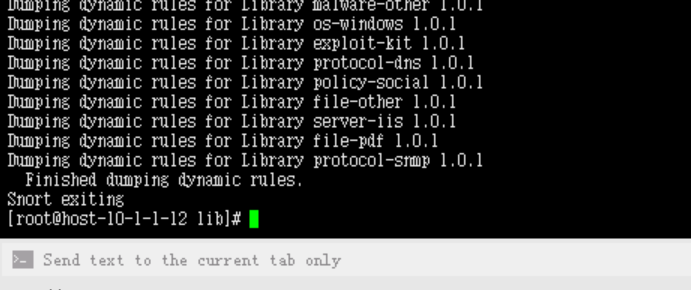 Dumping dynamic rules for Library malware-other 1.0.1
Dumping dynamic rules for Library os-windows 1.0.1
Dumping dynamic rules for Library exploit-kit 1.0.1
Dumping dynamic rules for Library protocol-dns 1.0.1
Dumping dynamic rules for Library policy-social 1.0.1
Dumping dynamic rules for Library file-other 1.0.1
Dumping dynamic rules for Library server-iis 1.0.1
Dumping dynamic rules for Library file-pdf 1.0.1
Dumping dynamic rules for Library protocol-snmp 1.0.1
Finished dumping dynamic rules.
Snort exiting
[root@host-10-1-1-12 lib]#
Send text to the current tab only